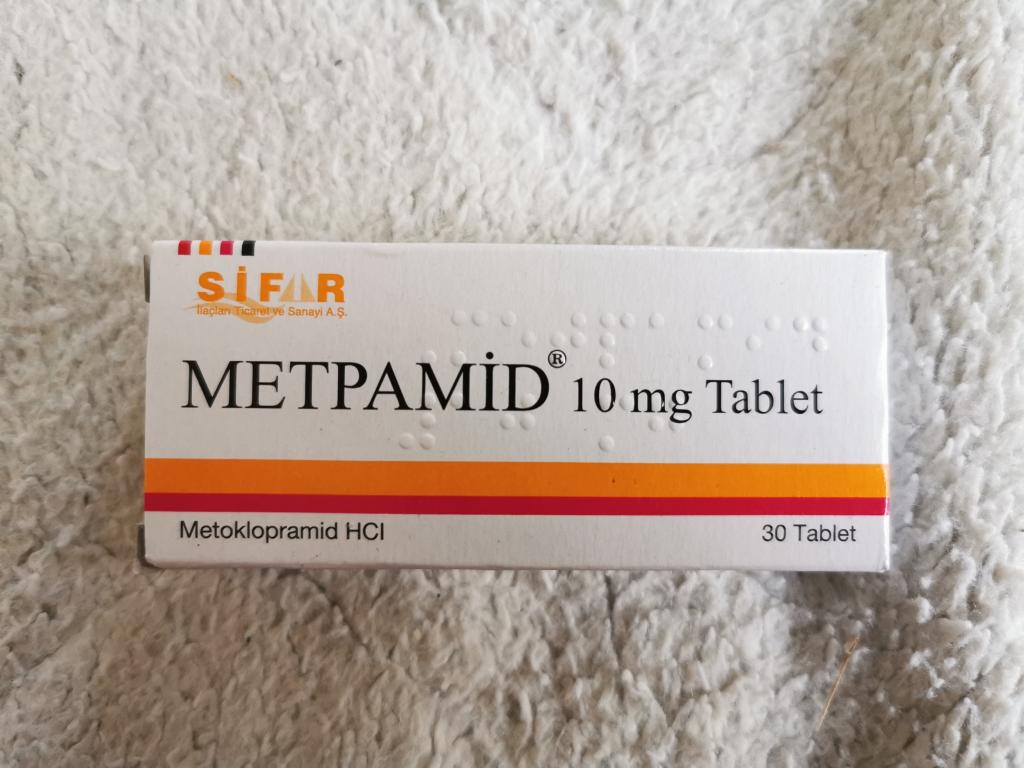 SİFAR
İlaçları Ticaret ve Sanayi A.Ş.
METPAMİD® 10 mg Tablet
Metoklopramid HCl
30 Tablet